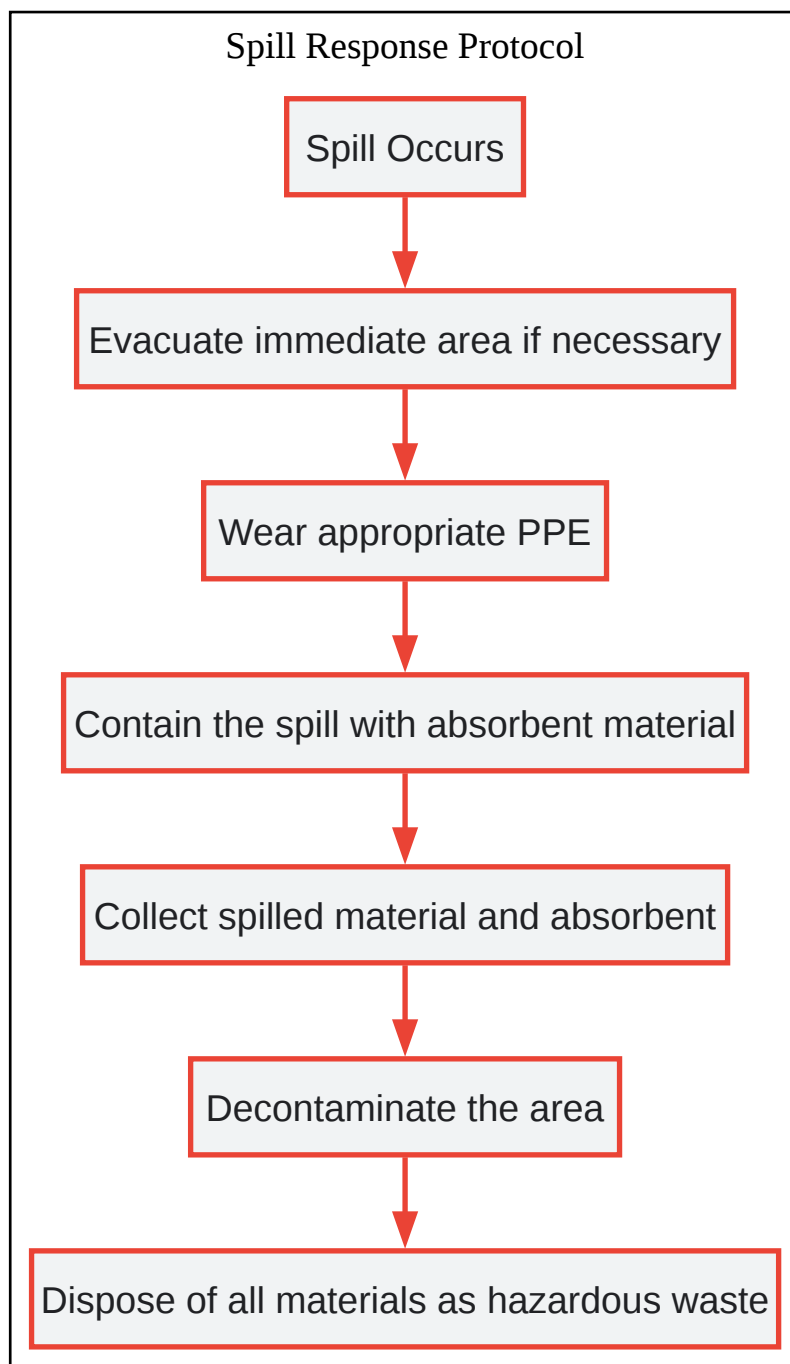 Spill Response Protocol
Spill Occurs
Evacuate immediate area if necessary
Wear appropriate PPE
Contain the spill with absorbent material
Collect spilled material and absorbent
Decontaminate the area
Dispose of all materials as hazardous waste